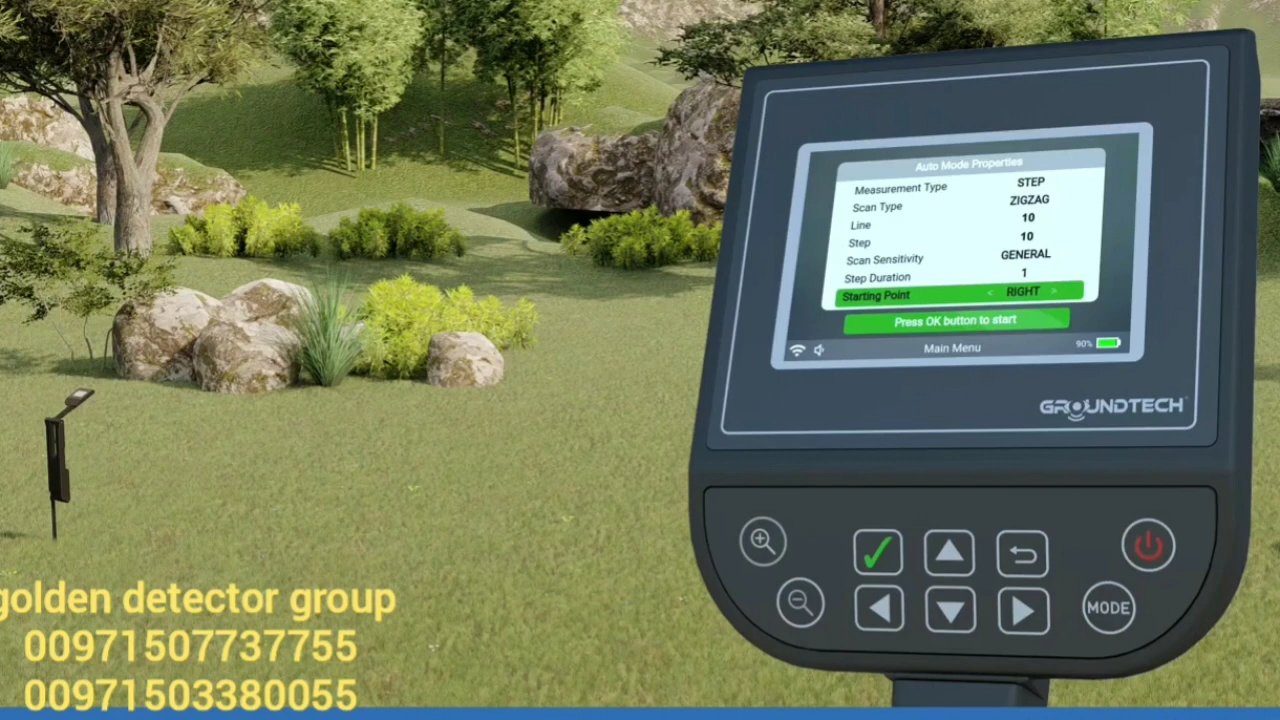 Auto Mode Properties
Measurement Type STEP
Scan Type ZIGZAG
Line 10
Step 10
Scan Sensitivity GENERAL
Step Duration 1
Starting Point < RIGHT >
Press OK button to start
Main Menu 90%
GROUNDTECH
MODE
golden detector group
00971507737755
00971503380055